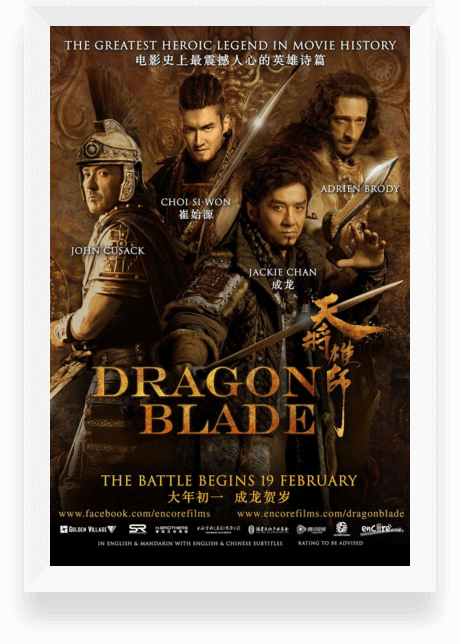 THE GREATEST HEROIC LEGEND IN MOVIE HISTORY
电影史上最震撼人心的英雄诗篇
ADRIEN BRODY
CHOI SI-WON
崔始源
JOHN CUSACK
JACKIE CHAN
成龙
天将雄师
DRAGON
BLADE
THE BATTLE BEGINS 19 FEBRUARY
大年初一 成龙贺岁
www.facebook.com/encorefilms www.encorefilms.com/dragonblade
GOLDEN VILLAGE SR H.BROTHERS encore
IN ENGLISH & MANDARIN WITH ENGLISH & CHINESE SUBTITLES RATING TO BE ADVISED